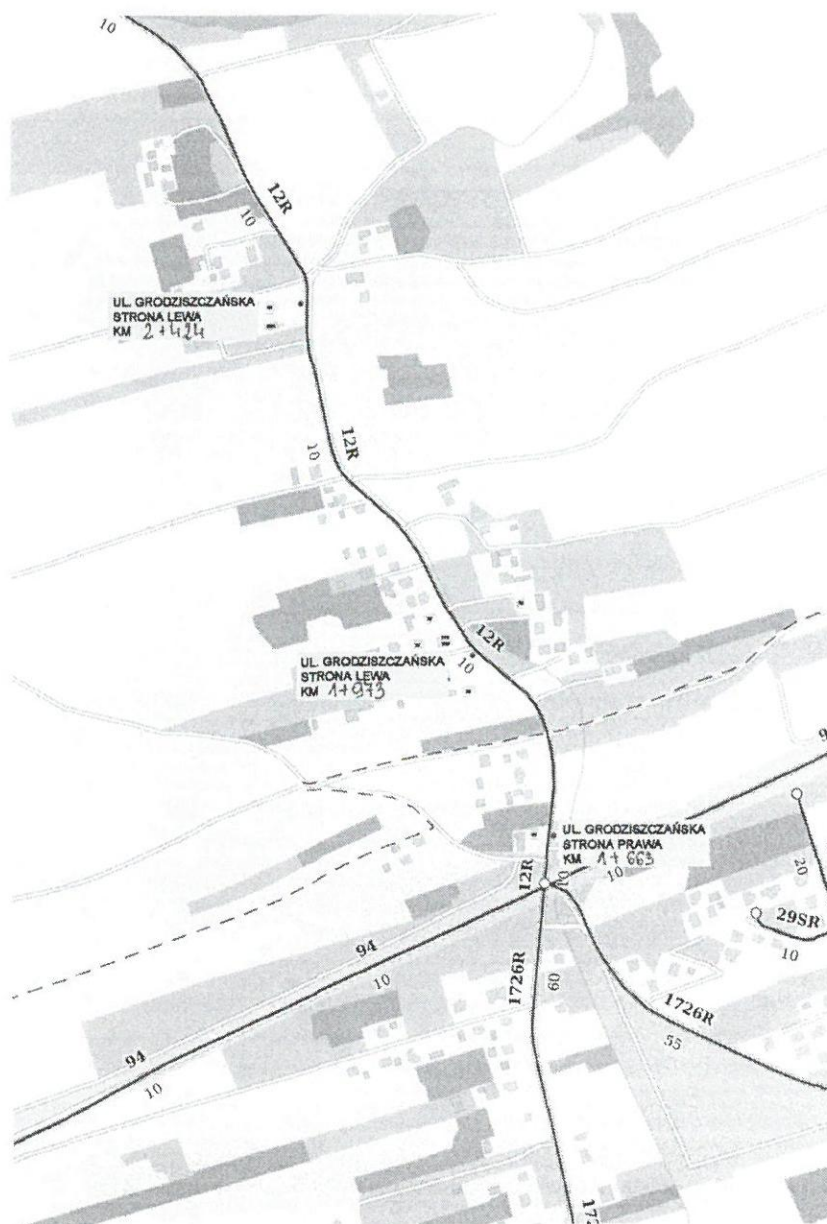 10
12R
10
UL. GRODZISZCZAŃSKA
STRONA LEWA
KM 2+424
12R
10
12R
10
UL. GRODZISZCZAŃSKA
STRONA LEWA
KM 1+973
9
UL. GRODZISZCZAŃSKA
STRONA PRAWA
KM 1+663
12R
10
10
20
29SR
10
94
10
1726R
60
1726R
55
94
10
172